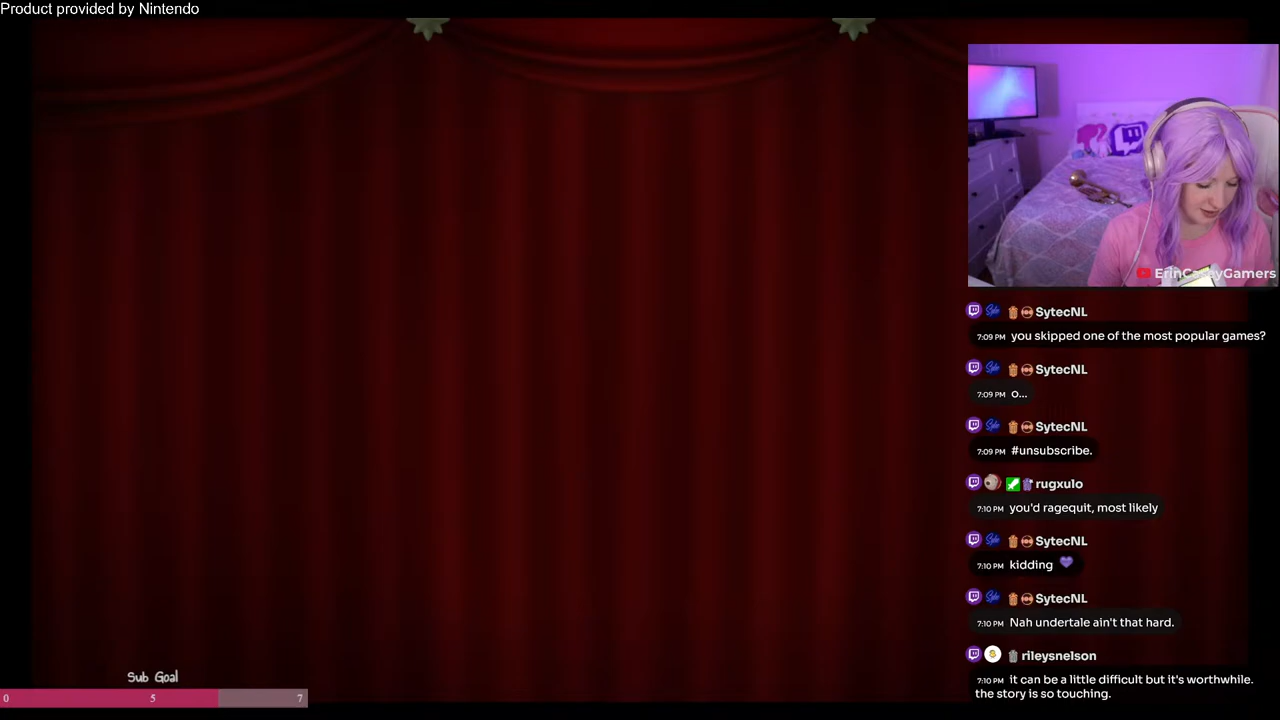 Product provided by Nintendo
ErinCaseyGamers
SytecNL
7:09 PM you skipped one of the most popular games?
SytecNL
7:09 PM o...
SytecNL
7:09 PM #unsubscribe.
rugxulo
7:10 PM you'd ragequit, most likely
SytecNL
7:10 PM kidding 💜
SytecNL
7:10 PM Nah undertale ain't that hard.
rileysnelson
7:10 PM it can be a little difficult but it's worthwhile.
the story is so touching.
Sub Goal
0 5 7